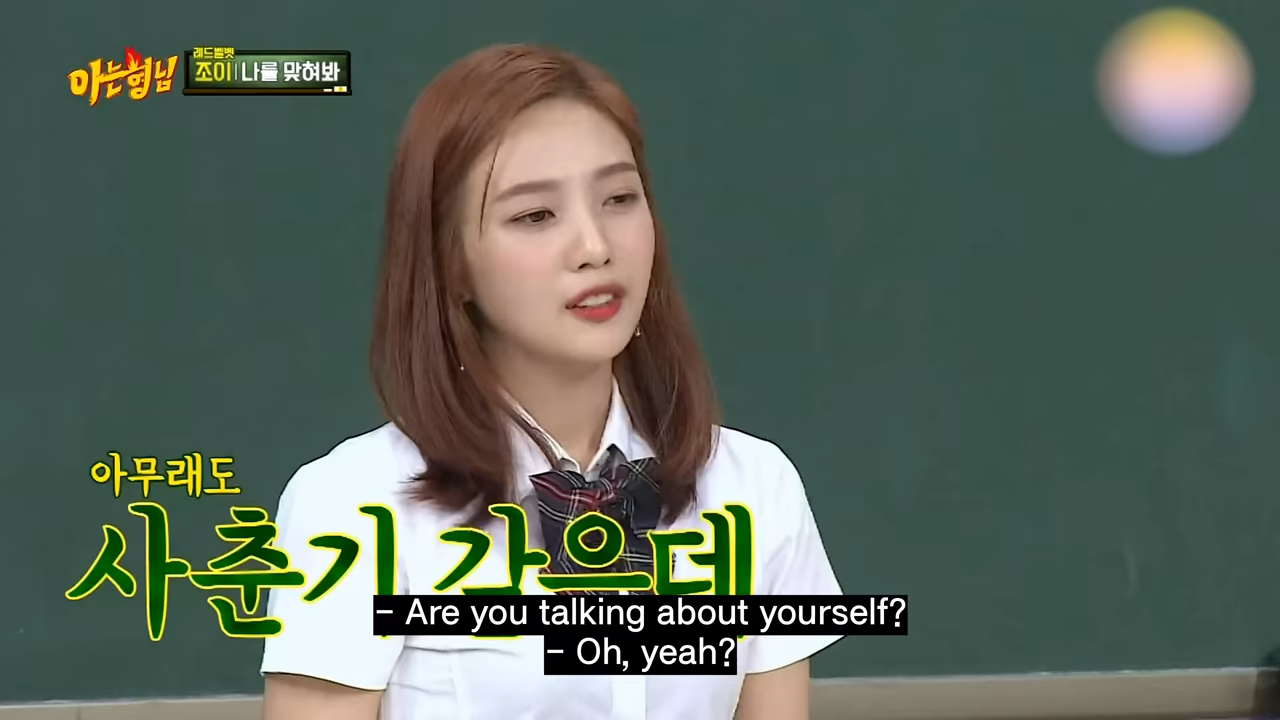 아는형님
레드벨벳
조이 나를 맞혀봐
아무래도
사춘기 같은데
- Are you talking about yourself?
- Oh, yeah?